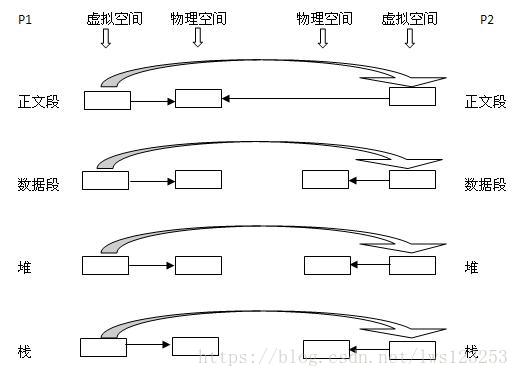 P1 虚拟空间 物理空间 物理空间 虚拟空间 P2
正文段 正文段
数据段 数据段
堆 堆
栈 栈
https://blog.csdn.net/lws123253